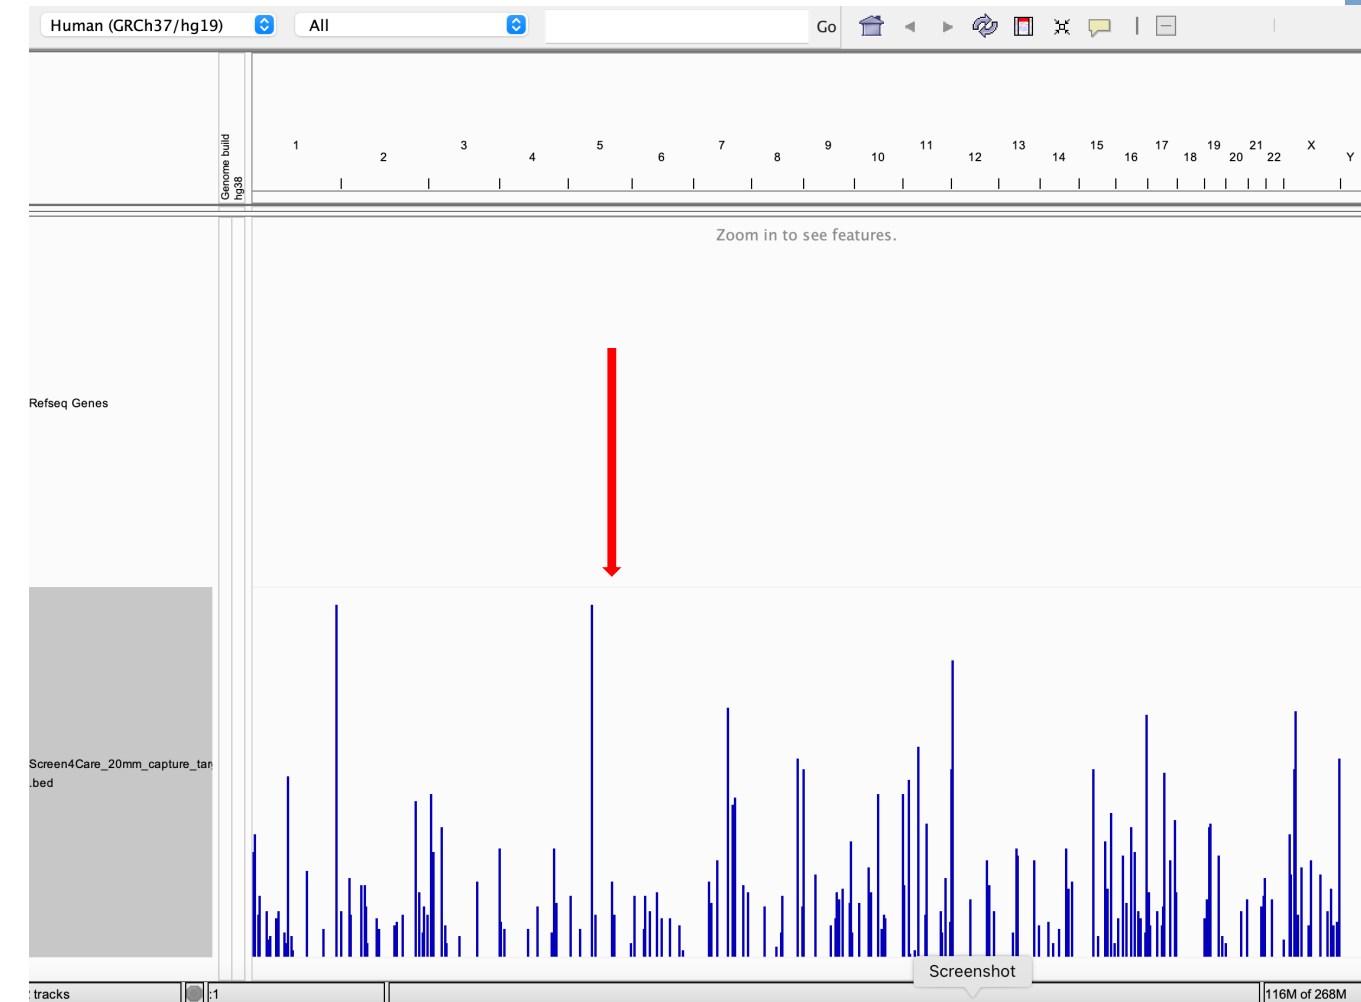 Human (GRCh37/hg19) All Go
Genome build
hg38
1 2 3 4 5 6 7 8 9 10 11 12 13 14 15 16 17 18 19 20 21 22 X Y
Zoom in to see features.
Refseq Genes
Screen4Care_20mm_capture_tar
.bed
Screenshot
tracks :1 116M of 268M